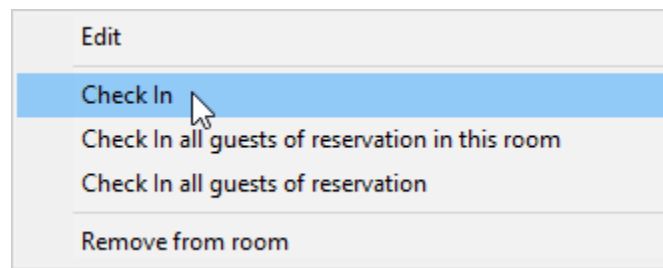 Edit
Check In
Check In all guests of reservation in this room
Check In all guests of reservation
Remove from room